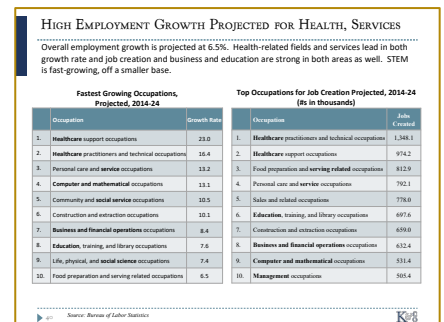 HIGH EMPLOYMENT GROWTH PROJECTED FOR HEALTH, SERVICES
Overall employment growth is projected at 6.5%. Health-related fields and services lead in both
growth rate and job creation and business and education are strong in both areas as well. STEM
is fast-growing, off a smaller base.
Fastest Growing Occupations,
Projected, 2014-24
Occupation Growth Rate
1. Healthcare support occupations 23.0
2. Healthcare practitioners and technical occupations 16.4
3. Personal care and service occupations 13.2
4. Computer and mathematical occupations 13.1
5. Community and social service occupations 10.5
6. Construction and extraction occupations 10.1
7. Business and financial operations occupations 8.4
8. Education, training, and library occupations 7.6
9. Life, physical, and social science occupations 7.4
10. Food preparation and serving related occupations 6.5
Top Occupations for Job Creation Projected, 2014-24
(#s in thousands)
Occupation Jobs
Created
1. Healthcare practitioners and technical occupations 1,348.1
2. Healthcare support occupations 974.2
3. Food preparation and serving related occupations 812.9
4. Personal care and service occupations 792.1
5. Sales and related occupations 778.0
6. Education, training, and library occupations 697.6
7. Construction and extraction occupations 659.0
8. Business and financial operations occupations 632.4
9. Computer and mathematical occupations 531.4
10. Management occupations 505.4
Source: Bureau of Labor Statistics